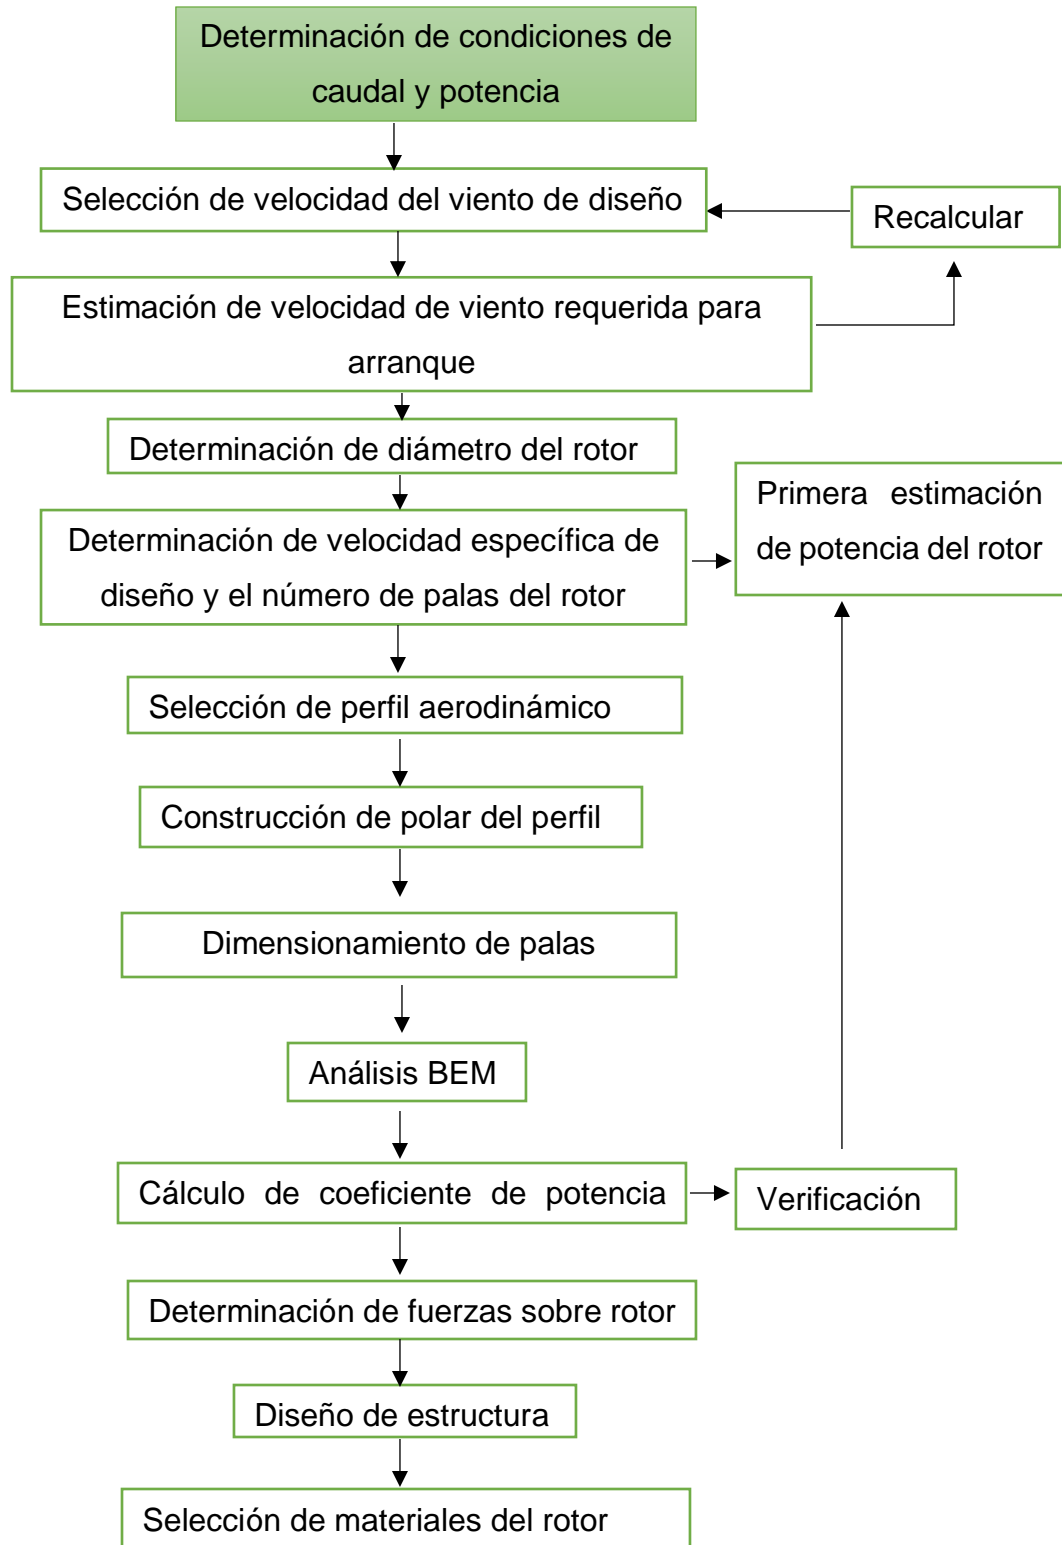 Determinación de condiciones de
caudal y potencia
Selección de velocidad del viento de diseño
Recalcular
Estimación de velocidad de viento requerida para
arranque
Determinación de diámetro del rotor
Primera estimación
de potencia del rotor
Determinación de velocidad específica de
diseño y el número de palas del rotor
Selección de perfil aerodinámico
Construcción de polar del perfil
Dimensionamiento de palas
Análisis BEM
Cálculo de coeficiente de potencia
Verificación
Determinación de fuerzas sobre rotor
Diseño de estructura
Selección de materiales del rotor